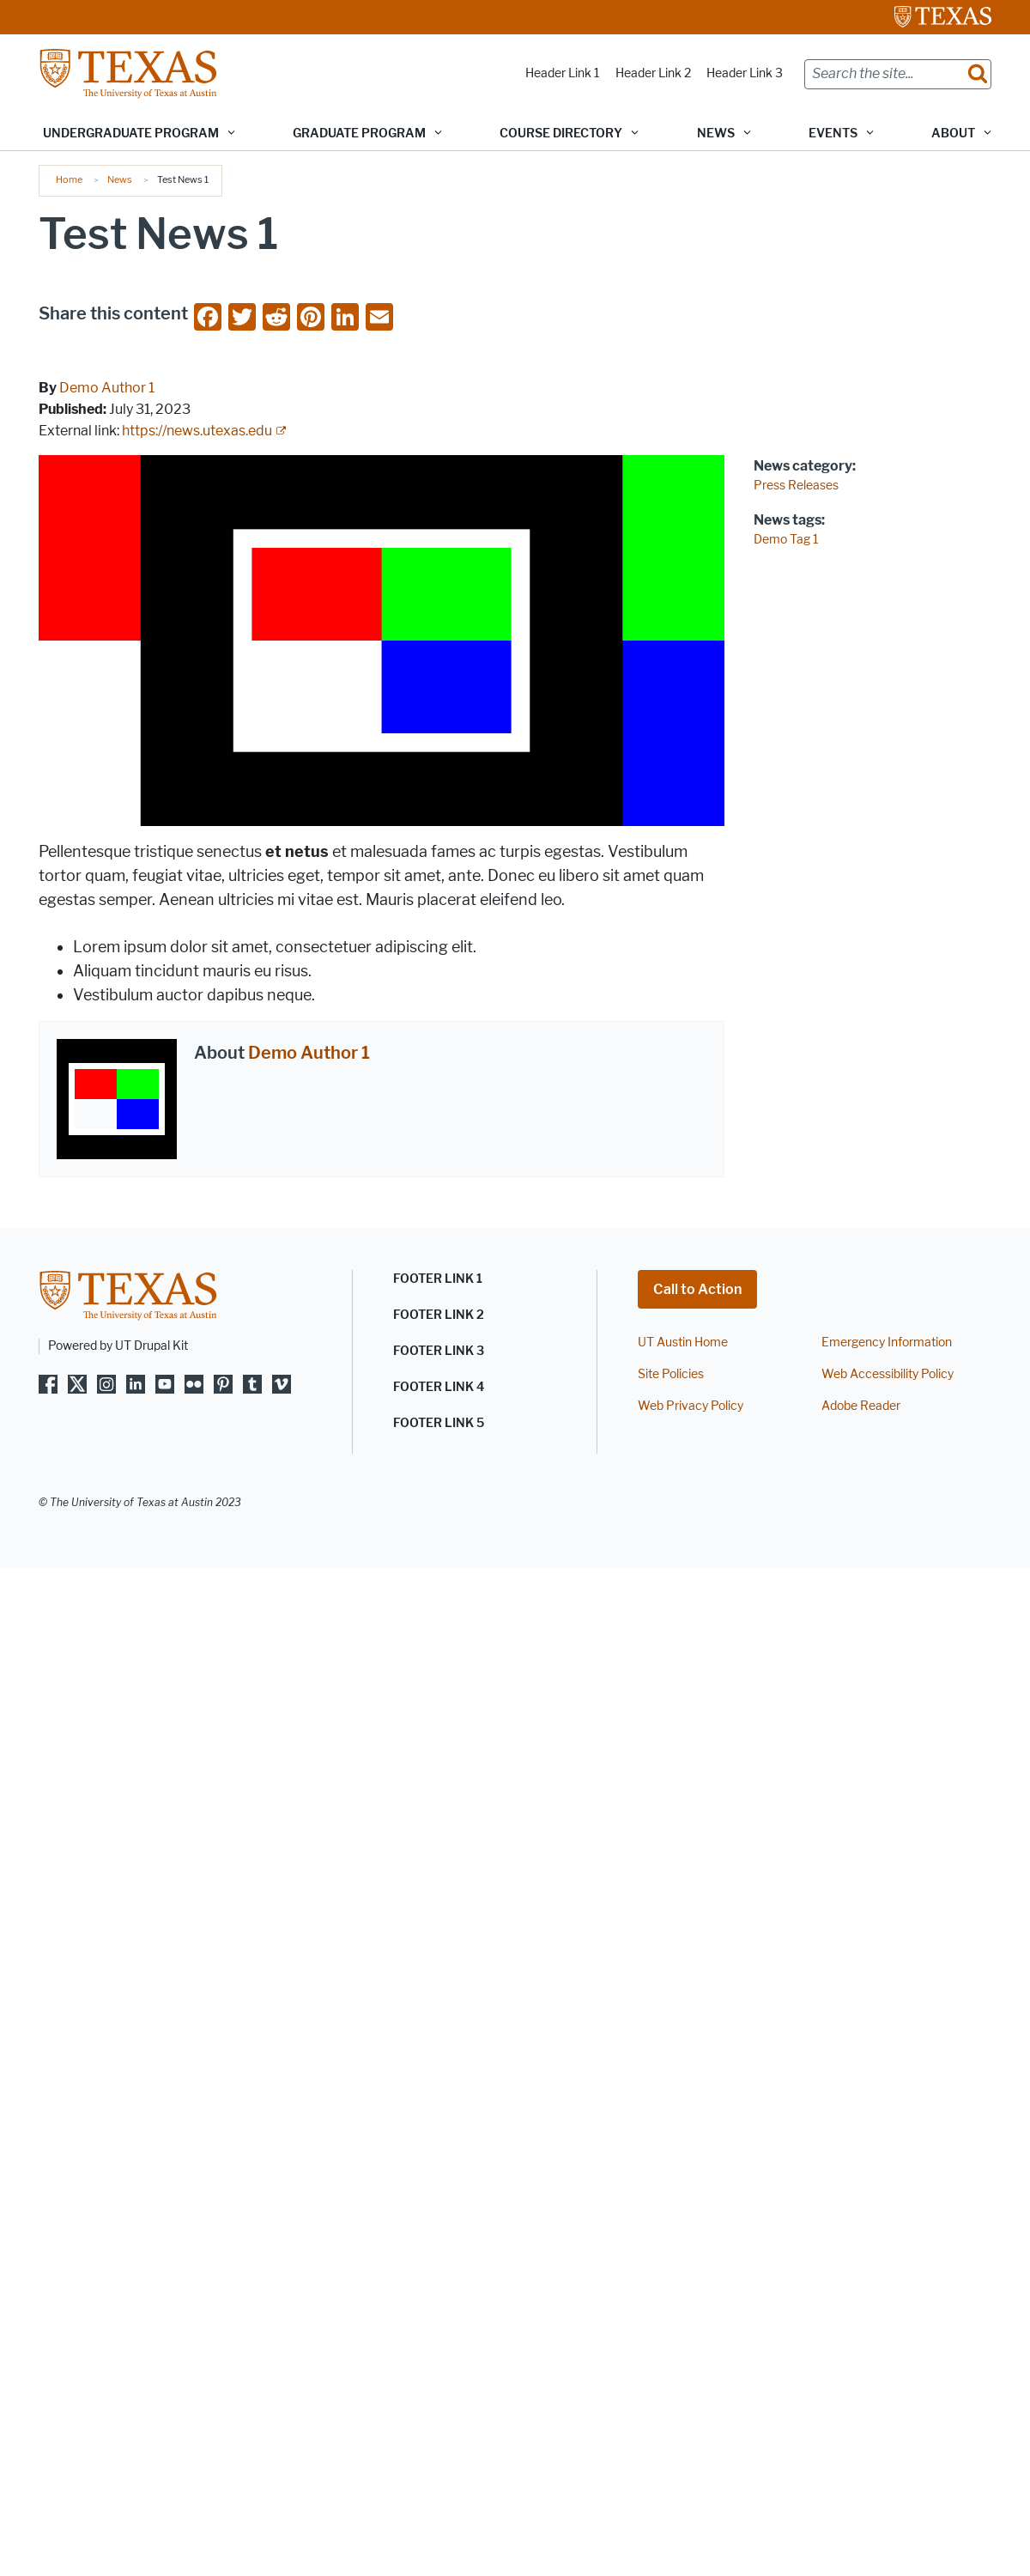 TEXAS
TEXAS
The University of Texas at Austin
Header Link 1 Header Link 2 Header Link 3 Search the site...
UNDERGRADUATE PROGRAM GRADUATE PROGRAM COURSE DIRECTORY NEWS EVENTS ABOUT
Home > News > Test News 1
Test News 1
Share this content
By Demo Author 1
Published: July 31, 2023
External link: https://news.utexas.edu
News category:
Press Releases
News tags:
Demo Tag 1
Pellentesque tristique senectus et netus et malesuada fames ac turpis egestas. Vestibulum
tortor quam, feugiat vitae, ultricies eget, tempor sit amet, ante. Donec eu libero sit amet quam
egestas semper. Aenean ultricies mi vitae est. Mauris placerat eleifend leo.
• Lorem ipsum dolor sit amet, consectetuer adipiscing elit.
• Aliquam tincidunt mauris eu risus.
• Vestibulum auctor dapibus neque.
About Demo Author 1
TEXAS
The University of Texas at Austin
Powered by UT Drupal Kit
FOOTER LINK 1
FOOTER LINK 2
FOOTER LINK 3
FOOTER LINK 4
FOOTER LINK 5
Call to Action
UT Austin Home Emergency Information
Site Policies Web Accessibility Policy
Web Privacy Policy Adobe Reader
© The University of Texas at Austin 2023